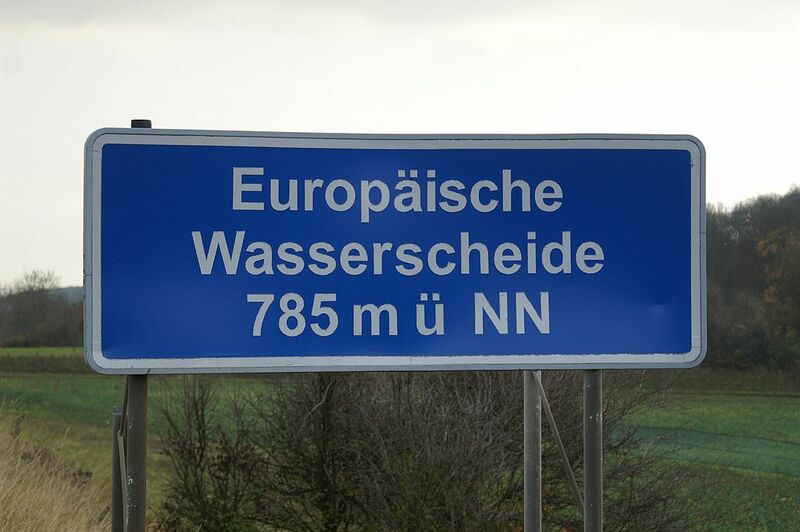 Europäische
Wasserscheide
785 m ü NN